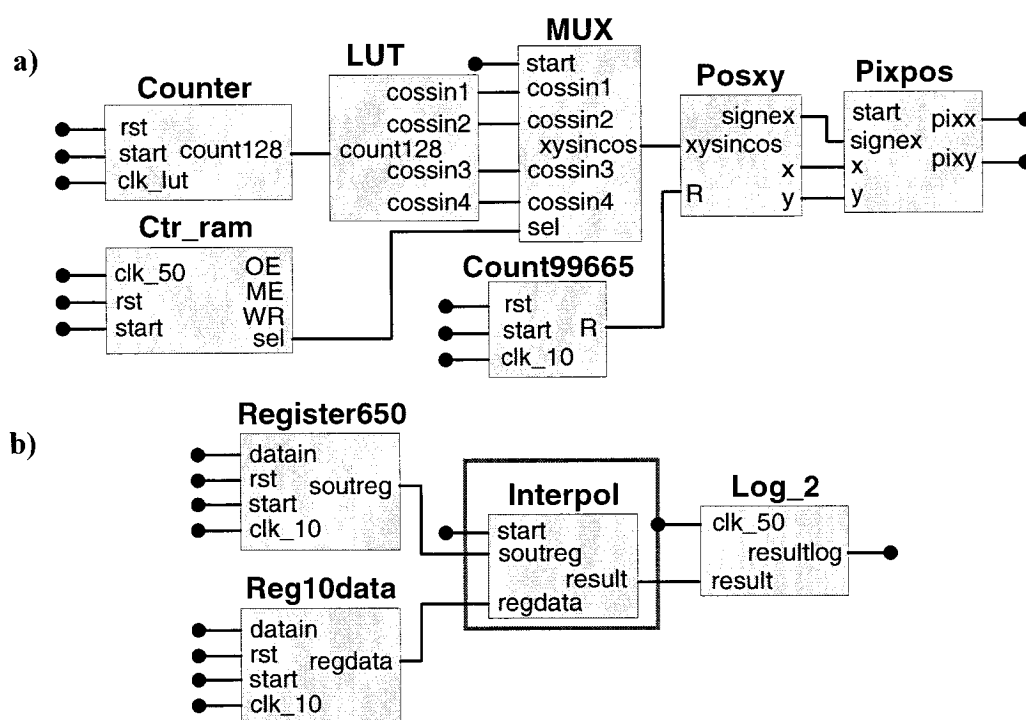 a)
Counter
rst
start
clk_lut
count128
LUT
count128
cossin1
cossin2
cossin3
cossin4
MUX
start
cossin1
cossin2
xysincos
cossin3
cossin4
sel
Posxy
signex
xysincos
x
R
y
Pixpos
start
signex
x
y
pixx
pixy
Ctr_ram
clk_50
rst
start
OE
ME
WR
sel
Count99665
rst
start
clk_10
R
b)
Register650
datain
rst
start
clk_10
soutreg
Reg10data
datain
rst
start
clk_10
regdata
Interpol
start
soutreg
result
regdata
Log_2
clk_50
resultlog
result